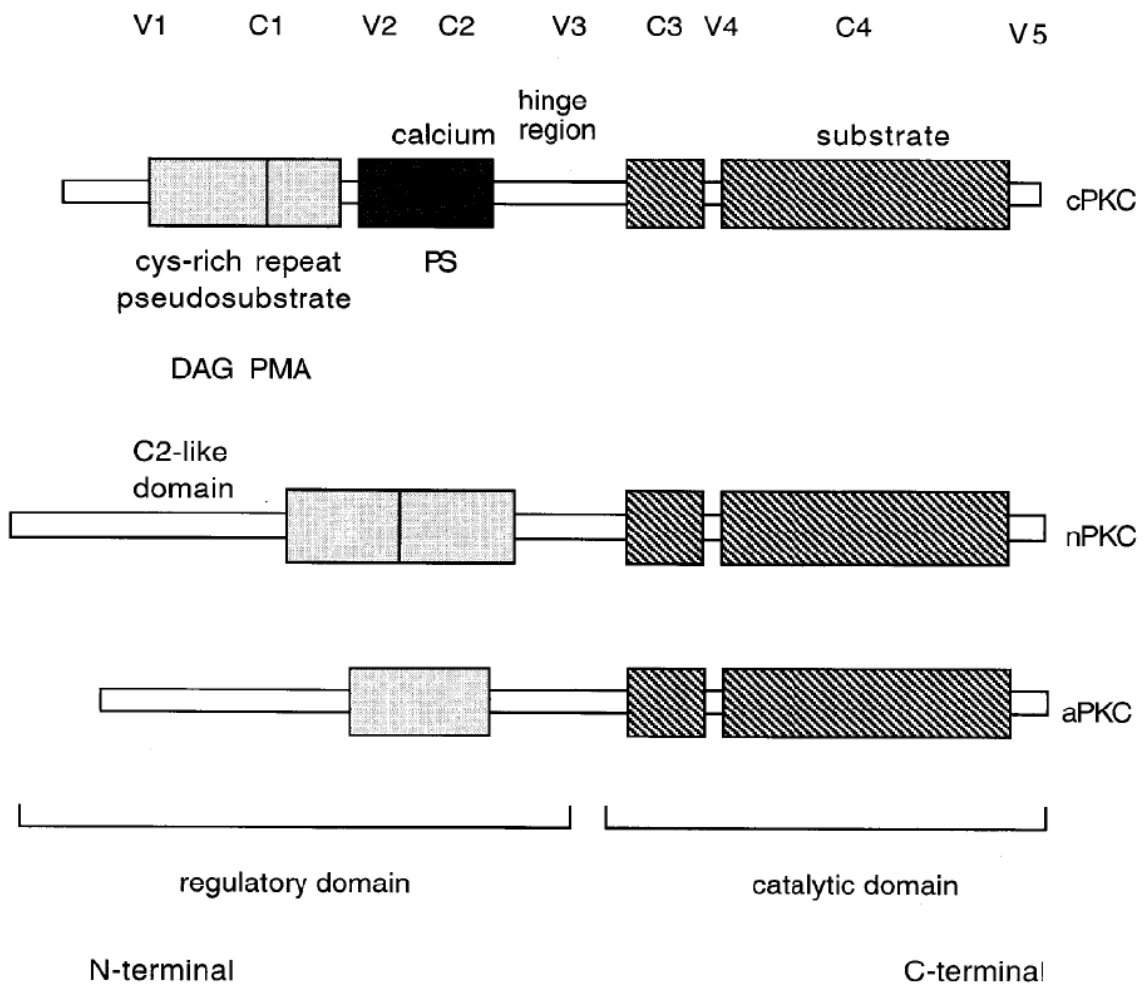 V1 C1 V2 C2 V3 C3 V4 C4 V5
hinge
region
calcium
substrate
cPKC
cys-rich repeat
pseudosubstrate
PS
DAG PMA
C2-like
domain
nPKC
aPKC
regulatory domain
catalytic domain
N-terminal
C-terminal